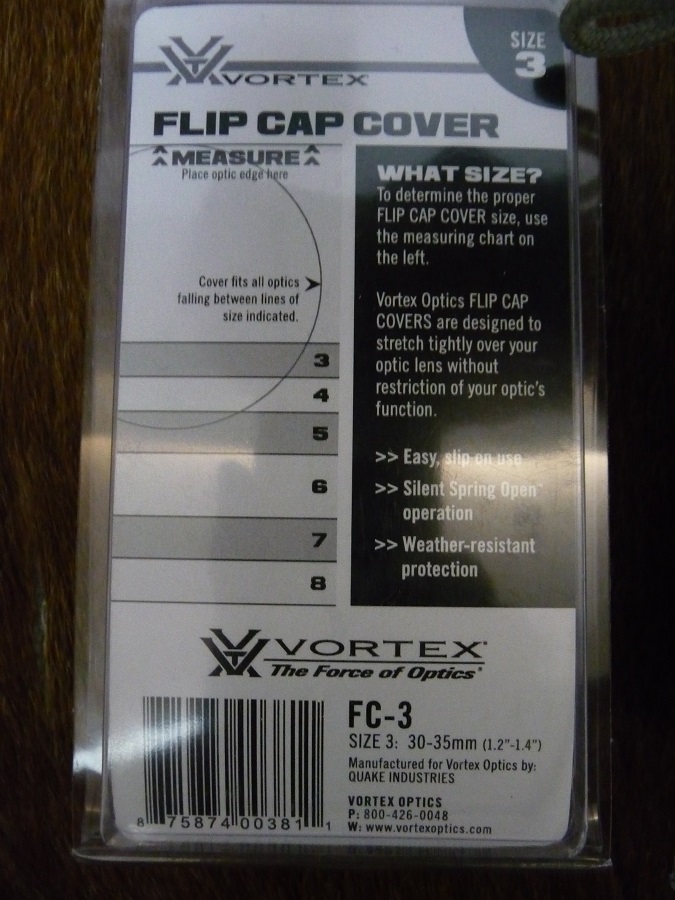 VORTEX
SIZE
3
FLIP CAP COVER
MEASURE
Place optic edge here
Cover fits all optics
falling between lines of
size indicated.
3
4
5
6
7
8
WHAT SIZE?
To determine the proper
FLIP CAP COVER size, use
the measuring chart on
the left.
Vortex Optics FLIP CAP
COVERS are designed to
stretch tightly over your
optic lens without
restriction of your optic's
function.
>> Easy, slip on use
>> Silent Spring Open™
operation
>> Weather-resistant
protection
VORTEX®
The Force of Optics®
8 75874 00381 1
FC-3
SIZE 3: 30-35mm (1.2"-1.4")
Manufactured for Vortex Optics by:
QUAKE INDUSTRIES
VORTEX OPTICS
P: 800-426-0048
W: www.vortexoptics.com